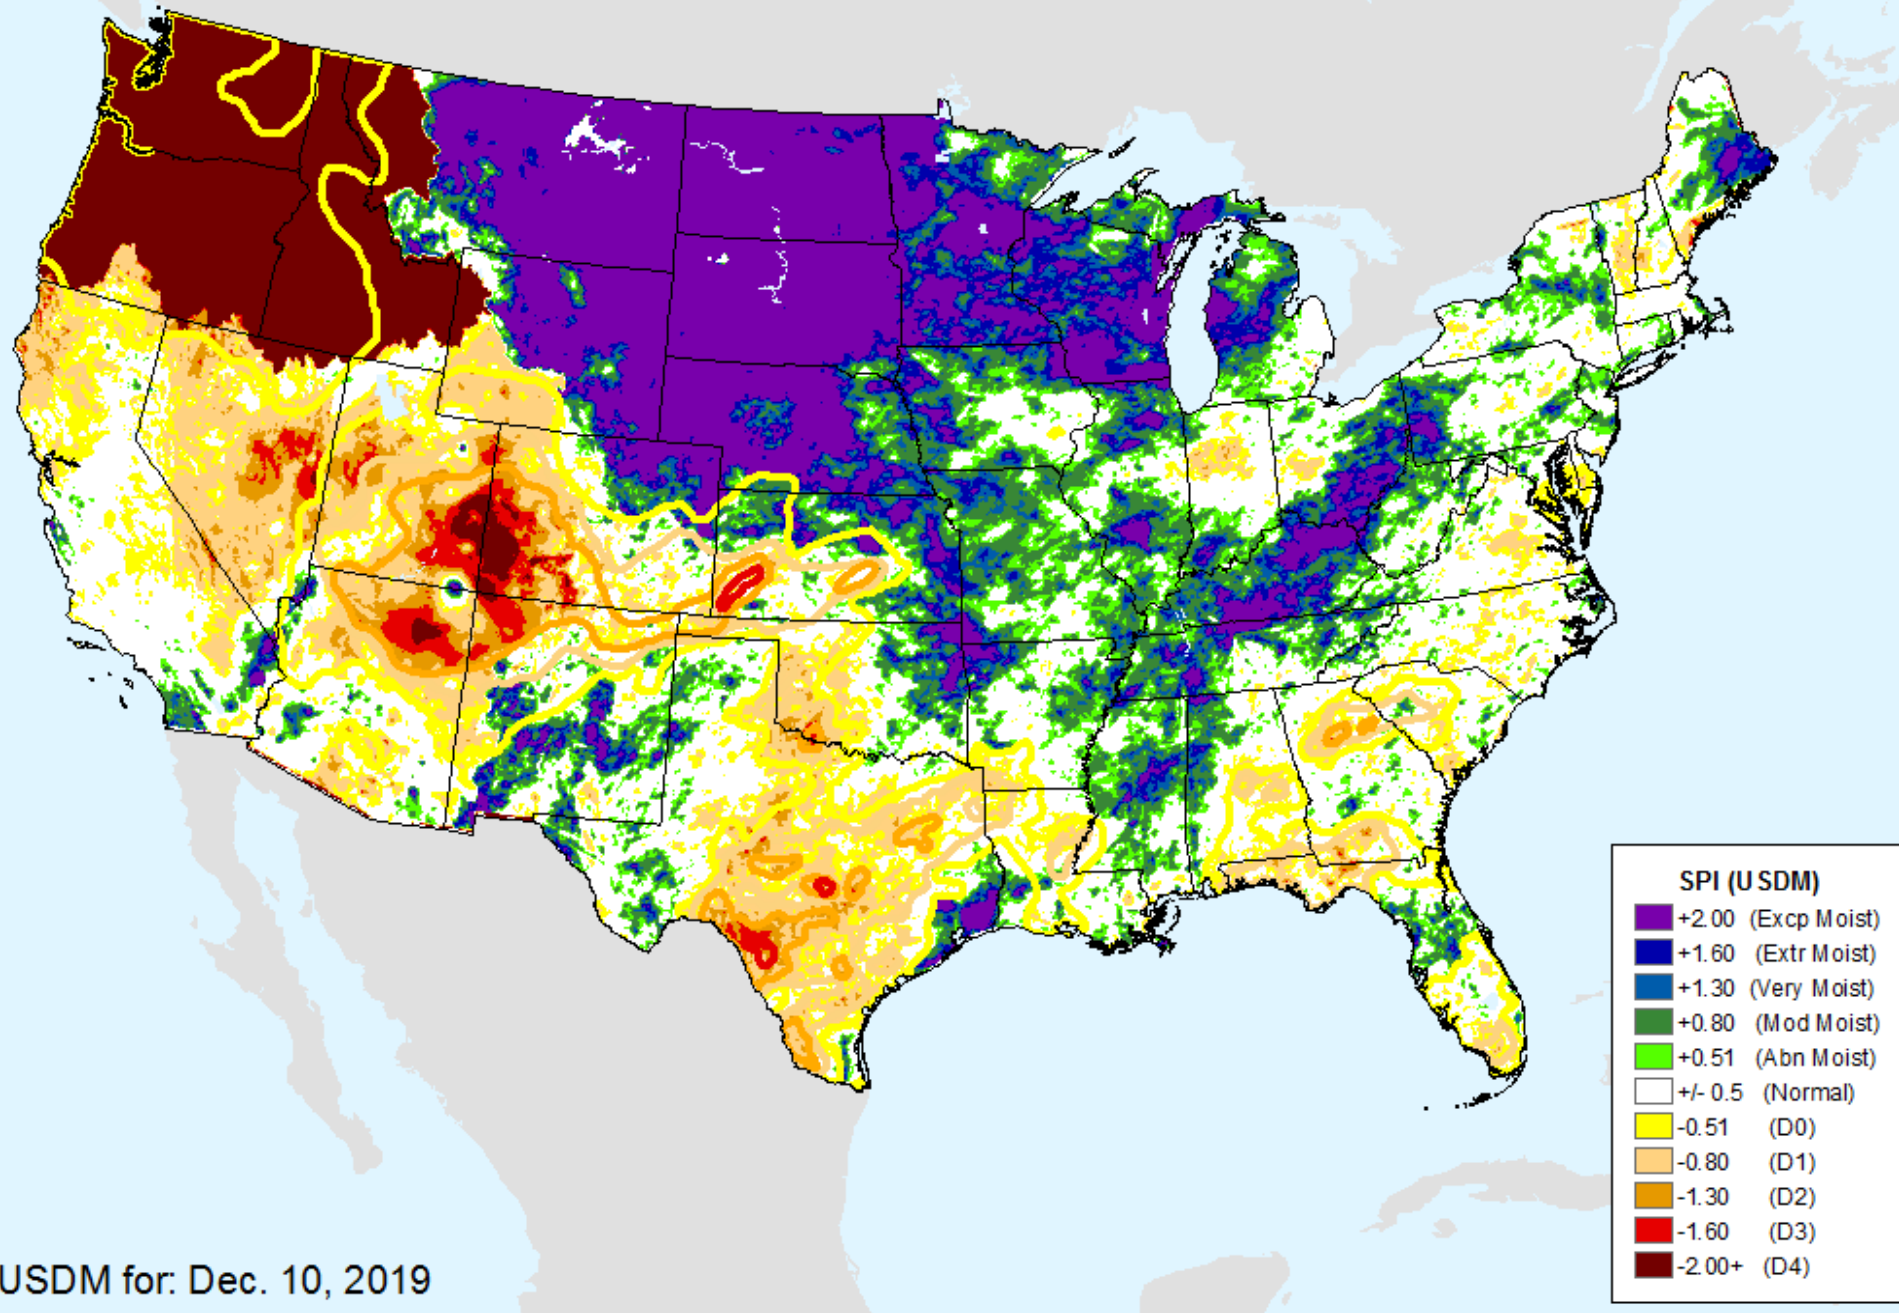 SPI (USDM)
+2.00 (Excp Moist)
+1.60 (Extr Moist)
+1.30 (Very Moist)
+0.80 (Mod Moist)
+0.51 (Abn Moist)
+/- 0.5 (Normal)
-0.51 (D0)
-0.80 (D1)
-1.30 (D2)
-1.60 (D3)
-2.00+ (D4)
USDM for: Dec. 10, 2019